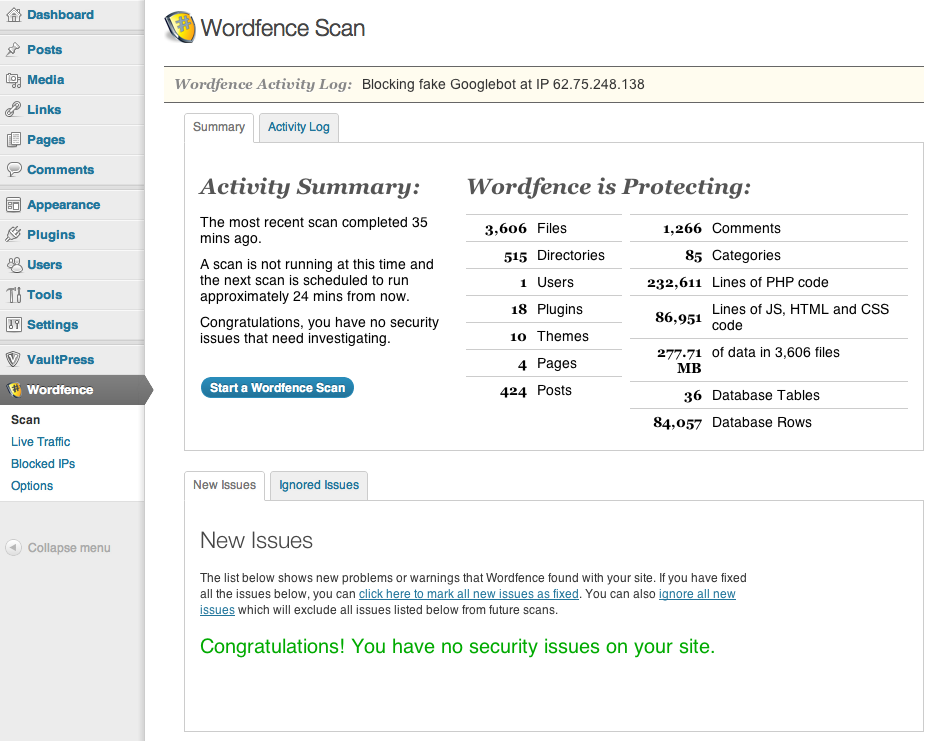 Dashboard
Posts
Media
Links
Pages
Comments
Appearance
Plugins
Users
Tools
Settings
VaultPress
Wordfence
Scan
Live Traffic
Blocked IPs
Options
Collapse menu
Wordfence Scan
Wordfence Activity Log: Blocking fake Googlebot at IP 62.75.248.138
Summary Activity Log
Activity Summary:
The most recent scan completed 35
mins ago.
A scan is not running at this time and
the next scan is scheduled to run
approximately 24 mins from now.
Congratulations, you have no security
issues that need investigating.
Start a Wordfence Scan
Wordfence is Protecting:
3,606 Files
515 Directories
1 Users
18 Plugins
10 Themes
4 Pages
424 Posts
1,266 Comments
85 Categories
232,611 Lines of PHP code
86,951 Lines of JS, HTML and CSS
code
277.71 of data in 3,606 files
MB
36 Database Tables
84,057 Database Rows
New Issues Ignored Issues
New Issues
The list below shows new problems or warnings that Wordfence found with your site. If you have fixed
all the issues below, you can click here to mark all new issues as fixed. You can also ignore all new
issues which will exclude all issues listed below from future scans.
Congratulations! You have no security issues on your site.